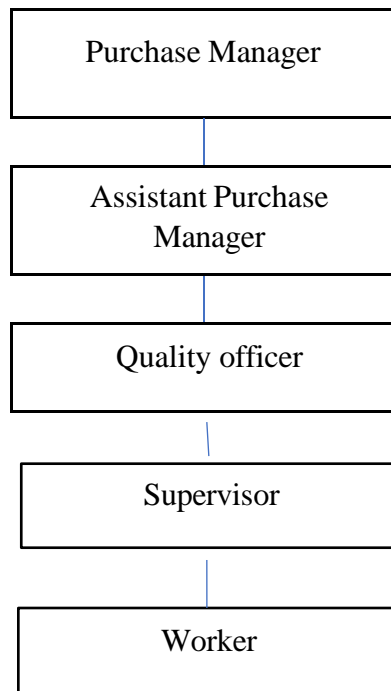 Purchase Manager
Assistant Purchase
Manager
Quality officer
Supervisor
Worker